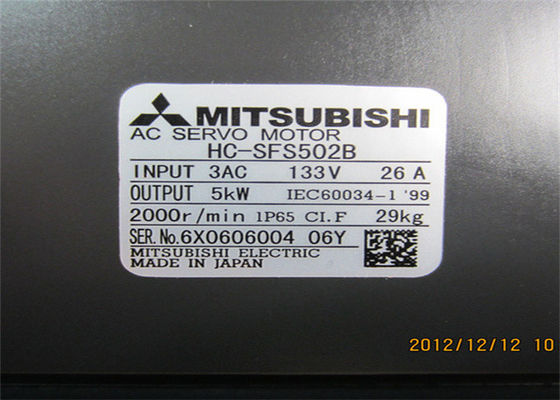 MITSUBISHI
AC SERVO MOTOR
HC-SFS502B
INPUT 3AC 133V 26A
OUTPUT 5kW IEC60034-1 '99
2000r/min IP65 CI.F 29kg
SER.No.6X0606004 06Y
MITSUBISHI ELECTRIC
MADE IN JAPAN
2012/12/12 10